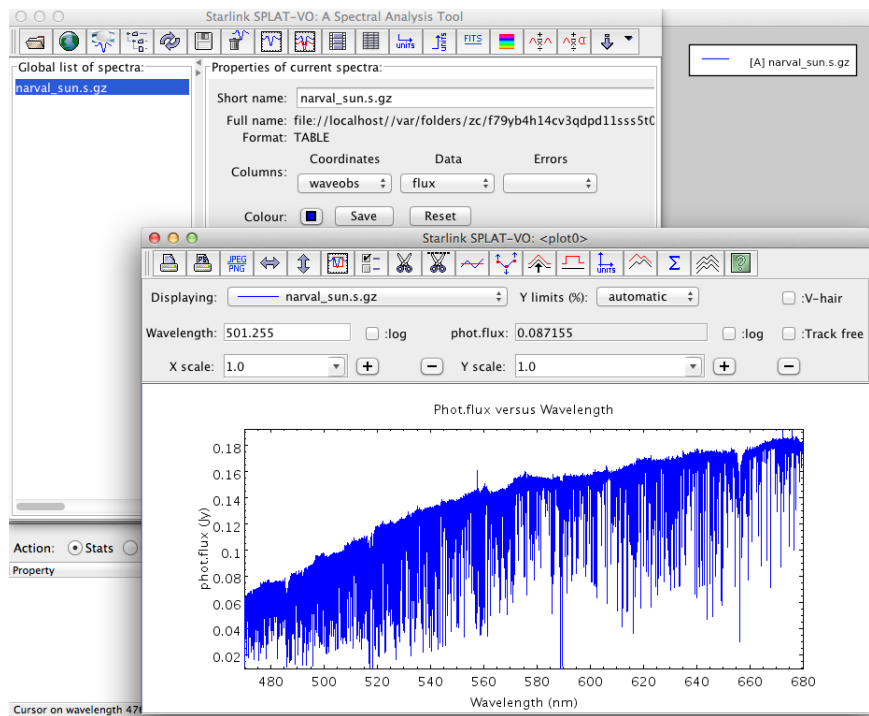 Starlink SPLAT-VO: A Spectral Analysis Tool
units
units
FITS
α
Global list of spectra:
narval_sun.s.gz
Properties of current spectra:
Short name: narval_sun.s.gz
Full name: file://localhost//var/folders/zc/f79yb4h14cv3qdpd11sss5t0
Format: TABLE
Coordinates Data Errors
Columns: waveobs flux
Colour: Save Reset
[A] narval_sun.s.gz
Starlink SPLAT-VO: <plot0>
JPEG
PNG
units
Σ
?
Displaying: narval_sun.s.gz Y limits (%): automatic :V-hair
Wavelength: 501.255 :log phot.flux: 0.087155 :log :Track free
X scale: 1.0 + − Y scale: 1.0 + −
Phot.flux versus Wavelength
0.18
0.16
0.14
0.12
0.1
0.08
0.06
0.04
0.02
phot.flux (Jy)
480 500 520 540 560 580 600 620 640 660 680
Wavelength (nm)
Action: Stats
Property
Cursor on wavelength